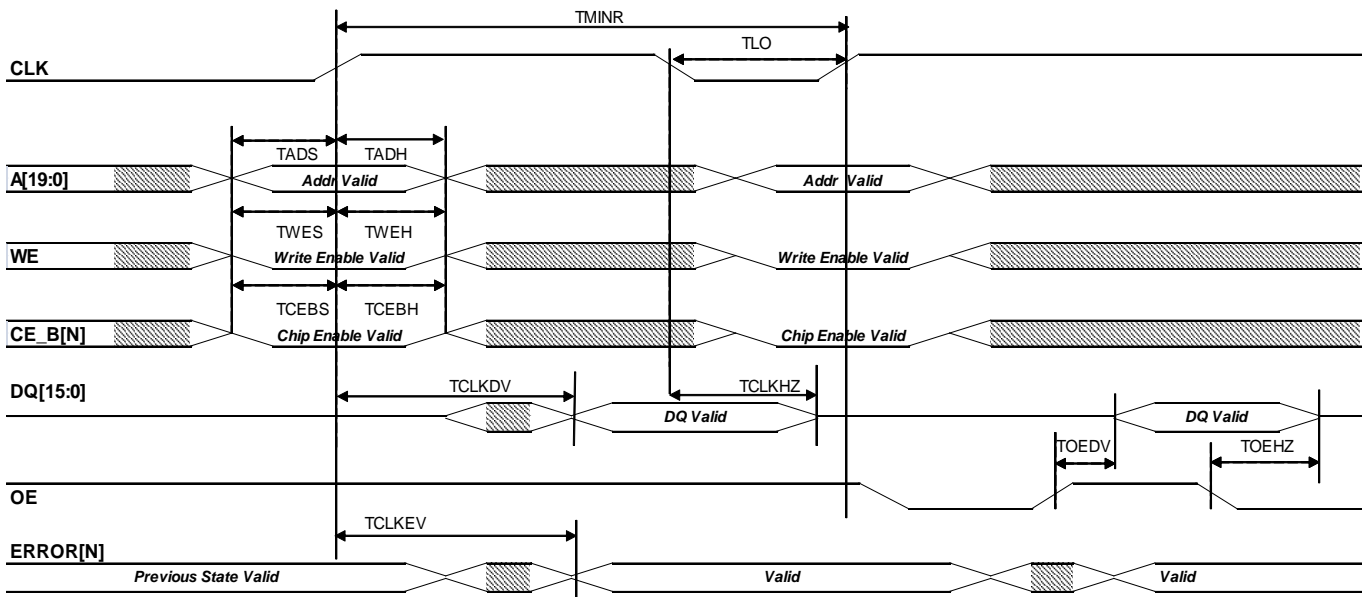 TMINR
TLO
CLK
TADS TADH
A[19:0] Addr Valid Addr Valid
TWES TWEH
WE Write Enable Valid Write Enable Valid
TCEBS TCEBH
CE_B[N] Chip Enable Valid Chip Enable Valid
DQ[15:0] TCLKDV TCLKHZ
DQ Valid DQ Valid
TOEDV TOEHZ
OE
TCLKEV
ERROR[N]
Previous State Valid Valid Valid